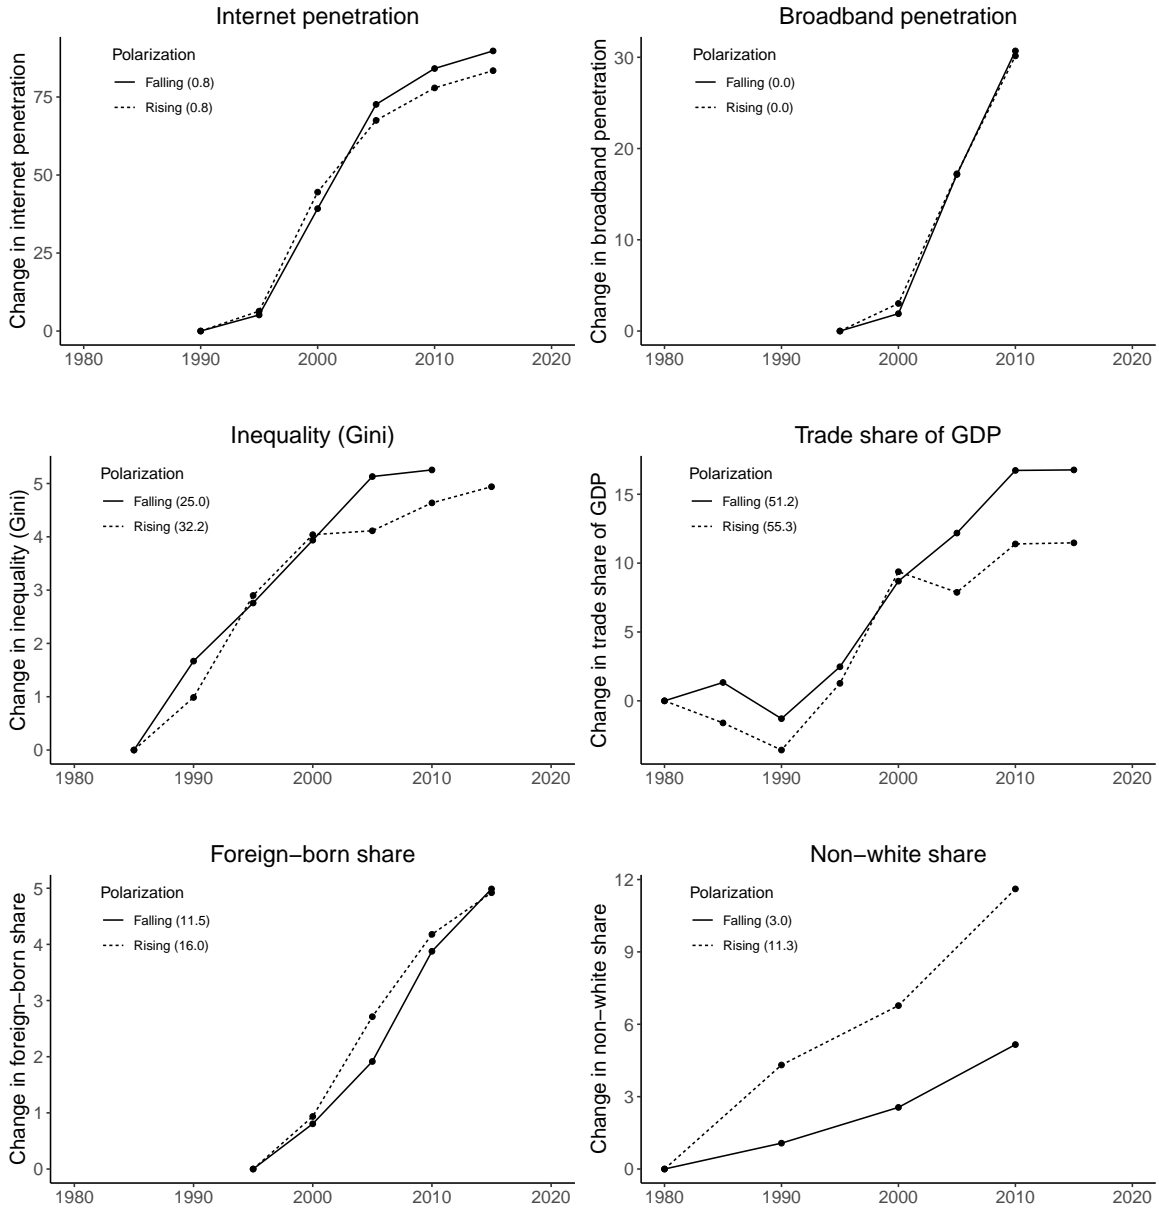 Internet penetration
Change in internet penetration
Polarization
Falling (0.8)
Rising (0.8)
75
50
25
0
1980 1990 2000 2010 2020
Broadband penetration
Change in broadband penetration
Polarization
Falling (0.0)
Rising (0.0)
30
20
10
0
1980 1990 2000 2010 2020
Inequality (Gini)
Change in inequality (Gini)
Polarization
Falling (25.0)
Rising (32.2)
5
4
3
2
1
0
1980 1990 2000 2010 2020
Trade share of GDP
Change in trade share of GDP
Polarization
Falling (51.2)
Rising (55.3)
15
10
5
0
1980 1990 2000 2010 2020
Foreign−born share
Change in foreign−born share
Polarization
Falling (11.5)
Rising (16.0)
5
4
3
2
1
0
1980 1990 2000 2010 2020
Non−white share
Change in non−white share
Polarization
Falling (3.0)
Rising (11.3)
12
9
6
3
0
1980 1990 2000 2010 2020